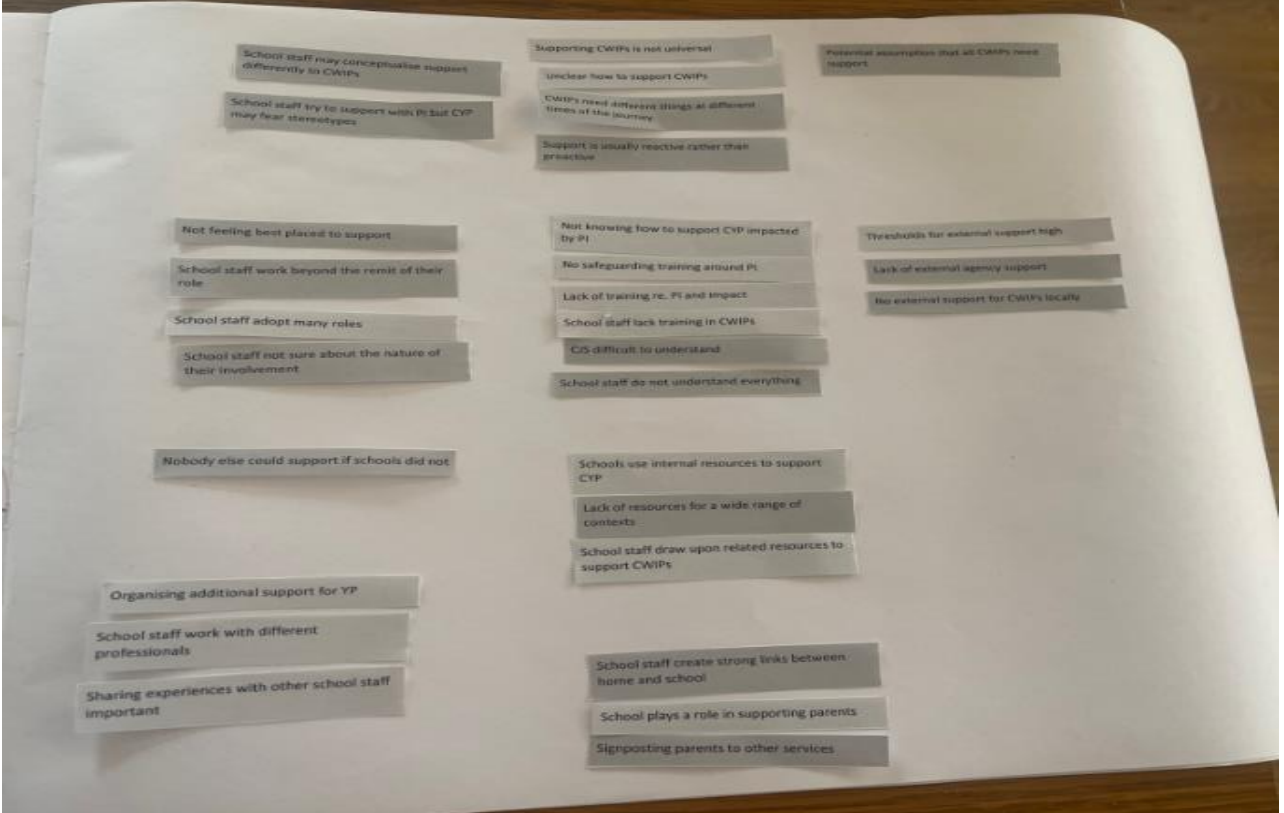 School staff may conceptualise support
differently to CWIPs
School staff try to support with PI but CYP
may fear stereotypes
Supporting CWIPs is not universal
Unclear how to support CWIPs
CWIPs need different things at different
times of the journey
Support is usually reactive rather than
proactive
Potential assumption that all CWIPs need
support
Not feeling best placed to support
School staff work beyond the remit of their
role
School staff adopt many roles
School staff not sure about the nature of
their involvement
Not knowing how to support CYP impacted
by PI
No safeguarding training around PI
Lack of training re. PI and impact
School staff lack training in CWIPs
CJS difficult to understand
School staff do not understand everything
Thresholds for external support high
Lack of external agency support
No external support for CWIPs locally
Nobody else could support if schools did not
Schools use internal resources to support
CYP
Lack of resources for a wide range of
contexts
School staff draw upon related resources to
support CWIPs
Organising additional support for YP
School staff work with different
professionals
Sharing experiences with other school staff
important
School staff create strong links between
home and school
School plays a role in supporting parents
Signposting parents to other services